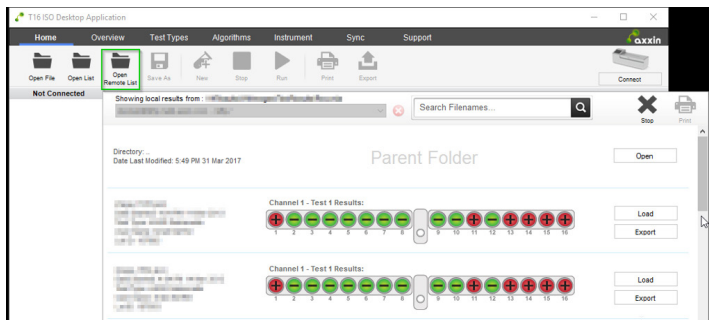 T16 ISO Desktop Application
Home Overview Test Types Algorithms Instrument Sync Support
axxin
Open File Open List Open Remote List Save As New Stop Run Print Export Connect
Not Connected
Showing local results from :
Search Filenames...
Stop Print
Directory: ..
Date Last Modified: 5:49 PM 31 Mar 2017
Parent Folder
Open
Channel 1 - Test 1 Results:
1 2 3 4 5 6 7 8 9 10 11 12 13 14 15 16
Load
Export
Channel 1 - Test 1 Results:
1 2 3 4 5 6 7 8 9 10 11 12 13 14 15 16
Load
Export